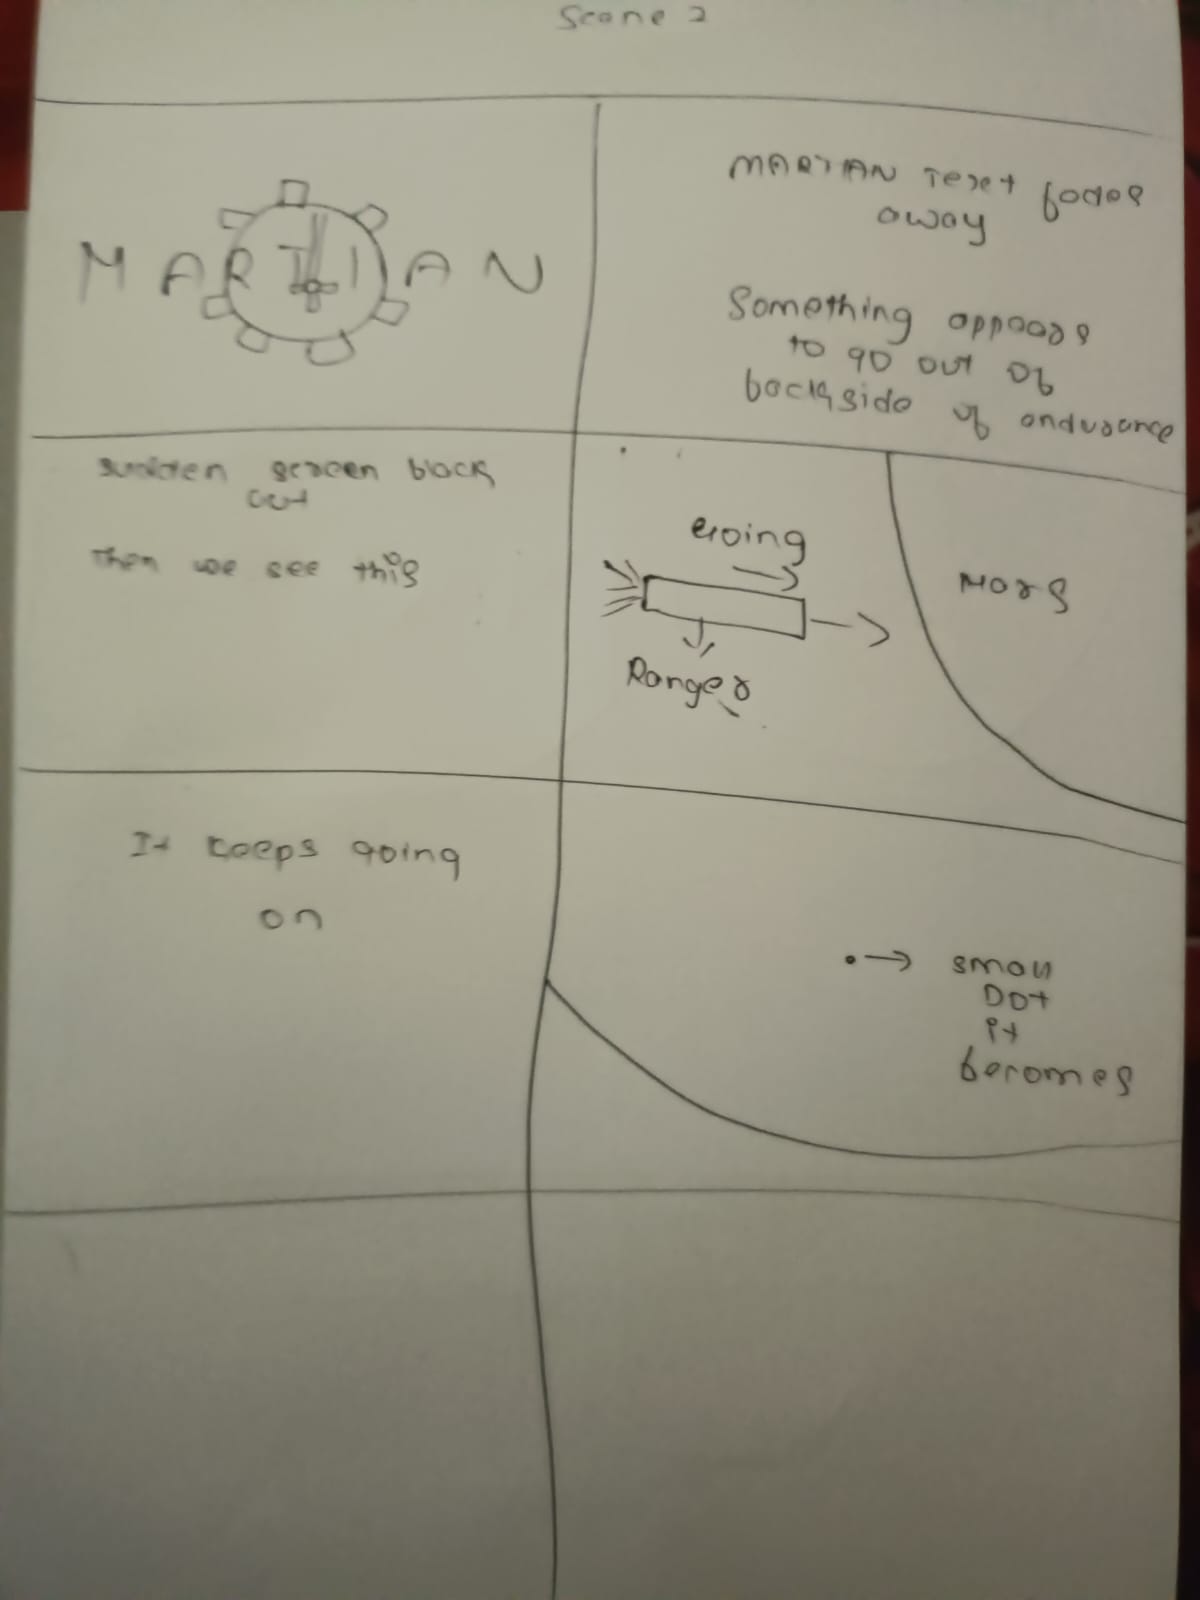 Scene 2
MARTIAN
MARTIAN Text fades
away
Something appears
to go out of
backside of endurance
sudden screen black
out
Then we see this
Going
Mars
Ranger
It keeps going
on
small
Dot
it
becomes